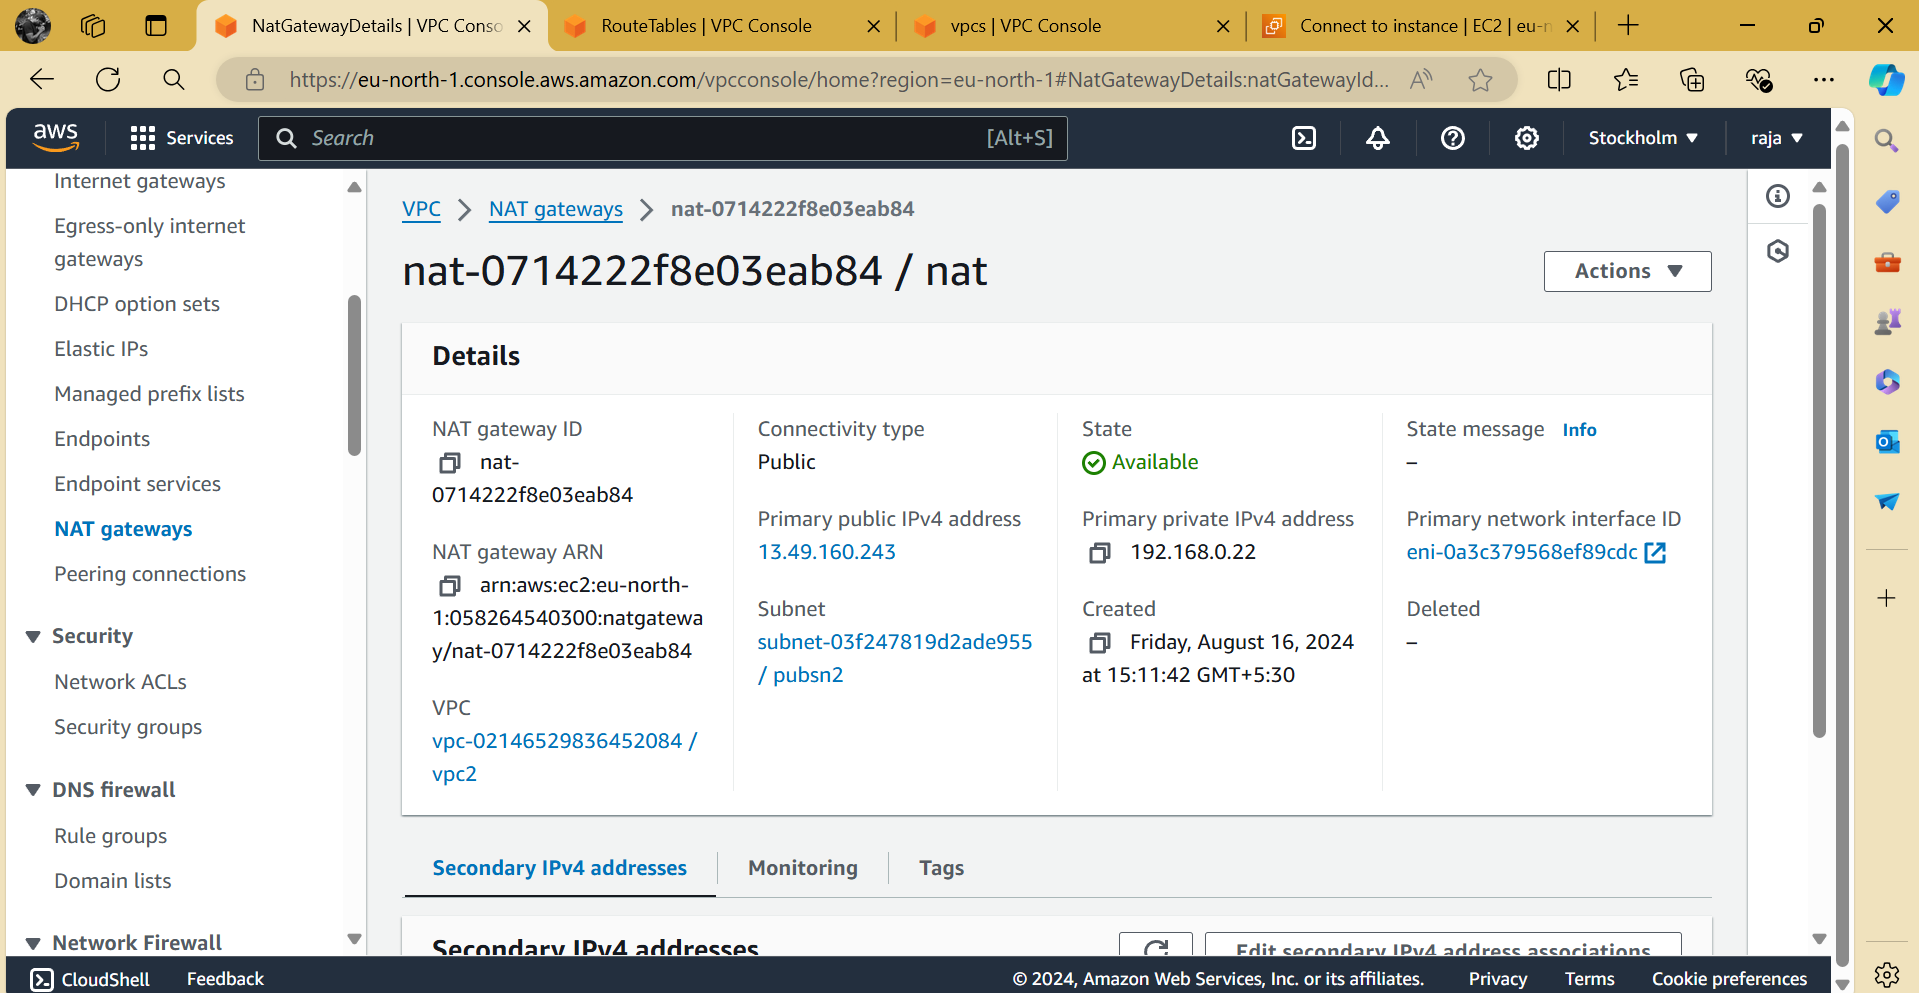 NatGatewayDetails | VPC Conso
RouteTables | VPC Console
vpcs | VPC Console
Connect to instance | EC2 | eu-n
https://eu-north-1.console.aws.amazon.com/vpcconsole/home?region=eu-north-1#NatGatewayDetails:natGatewayId...
aws
Services
Search
[Alt+S]
Stockholm
raja
Internet gateways
Egress-only internet
gateways
DHCP option sets
Elastic IPs
Managed prefix lists
Endpoints
Endpoint services
NAT gateways
Peering connections
Security
Network ACLs
Security groups
DNS firewall
Rule groups
Domain lists
Network Firewall
VPC
NAT gateways
nat-0714222f8e03eab84
nat-0714222f8e03eab84 / nat
Actions
Details
NAT gateway ID
nat-
0714222f8e03eab84
NAT gateway ARN
arn:aws:ec2:eu-north-
1:058264540300:natgatewa
y/nat-0714222f8e03eab84
VPC
vpc-02146529836452084 /
vpc2
Connectivity type
Public
Primary public IPv4 address
13.49.160.243
Subnet
subnet-03f247819d2ade955
/ pubsn2
State
Available
Primary private IPv4 address
192.168.0.22
Created
Friday, August 16, 2024
at 15:11:42 GMT+5:30
State message Info
–
Primary network interface ID
eni-0a3c379568ef89cdc
Deleted
–
Secondary IPv4 addresses
Monitoring
Tags
Secondary IPv4 addresses
Edit secondary IPv4 address associations
CloudShell
Feedback
© 2024, Amazon Web Services, Inc. or its affiliates.
Privacy
Terms
Cookie preferences